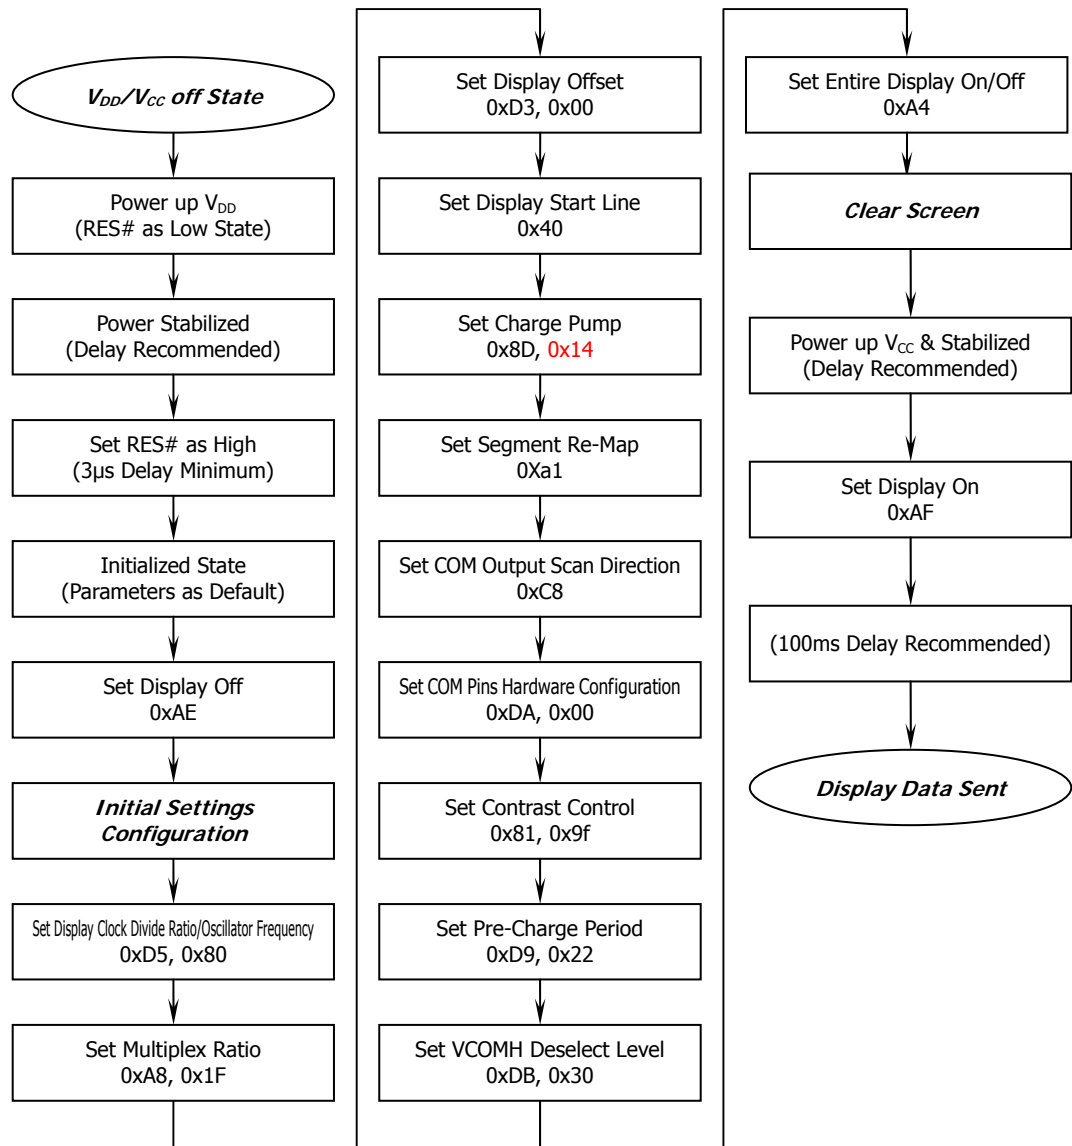 V_DD/V_CC off State
Power up V_DD
(RES# as Low State)
Power Stabilized
(Delay Recommended)
Set RES# as High
(3µs Delay Minimum)
Initialized State
(Parameters as Default)
Set Display Off
0xAE
Initial Settings
Configuration
Set Display Clock Divide Ratio/Oscillator Frequency
0xD5, 0x80
Set Multiplex Ratio
0xA8, 0x1F
Set Display Offset
0xD3, 0x00
Set Display Start Line
0x40
Set Charge Pump
0x8D, 0x14
Set Segment Re-Map
0Xa1
Set COM Output Scan Direction
0xC8
Set COM Pins Hardware Configuration
0xDA, 0x00
Set Contrast Control
0x81, 0x9f
Set Pre-Charge Period
0xD9, 0x22
Set VCOMH Deselect Level
0xDB, 0x30
Set Entire Display On/Off
0xA4
Clear Screen
Power up V_CC & Stabilized
(Delay Recommended)
Set Display On
0xAF
(100ms Delay Recommended)
Display Data Sent